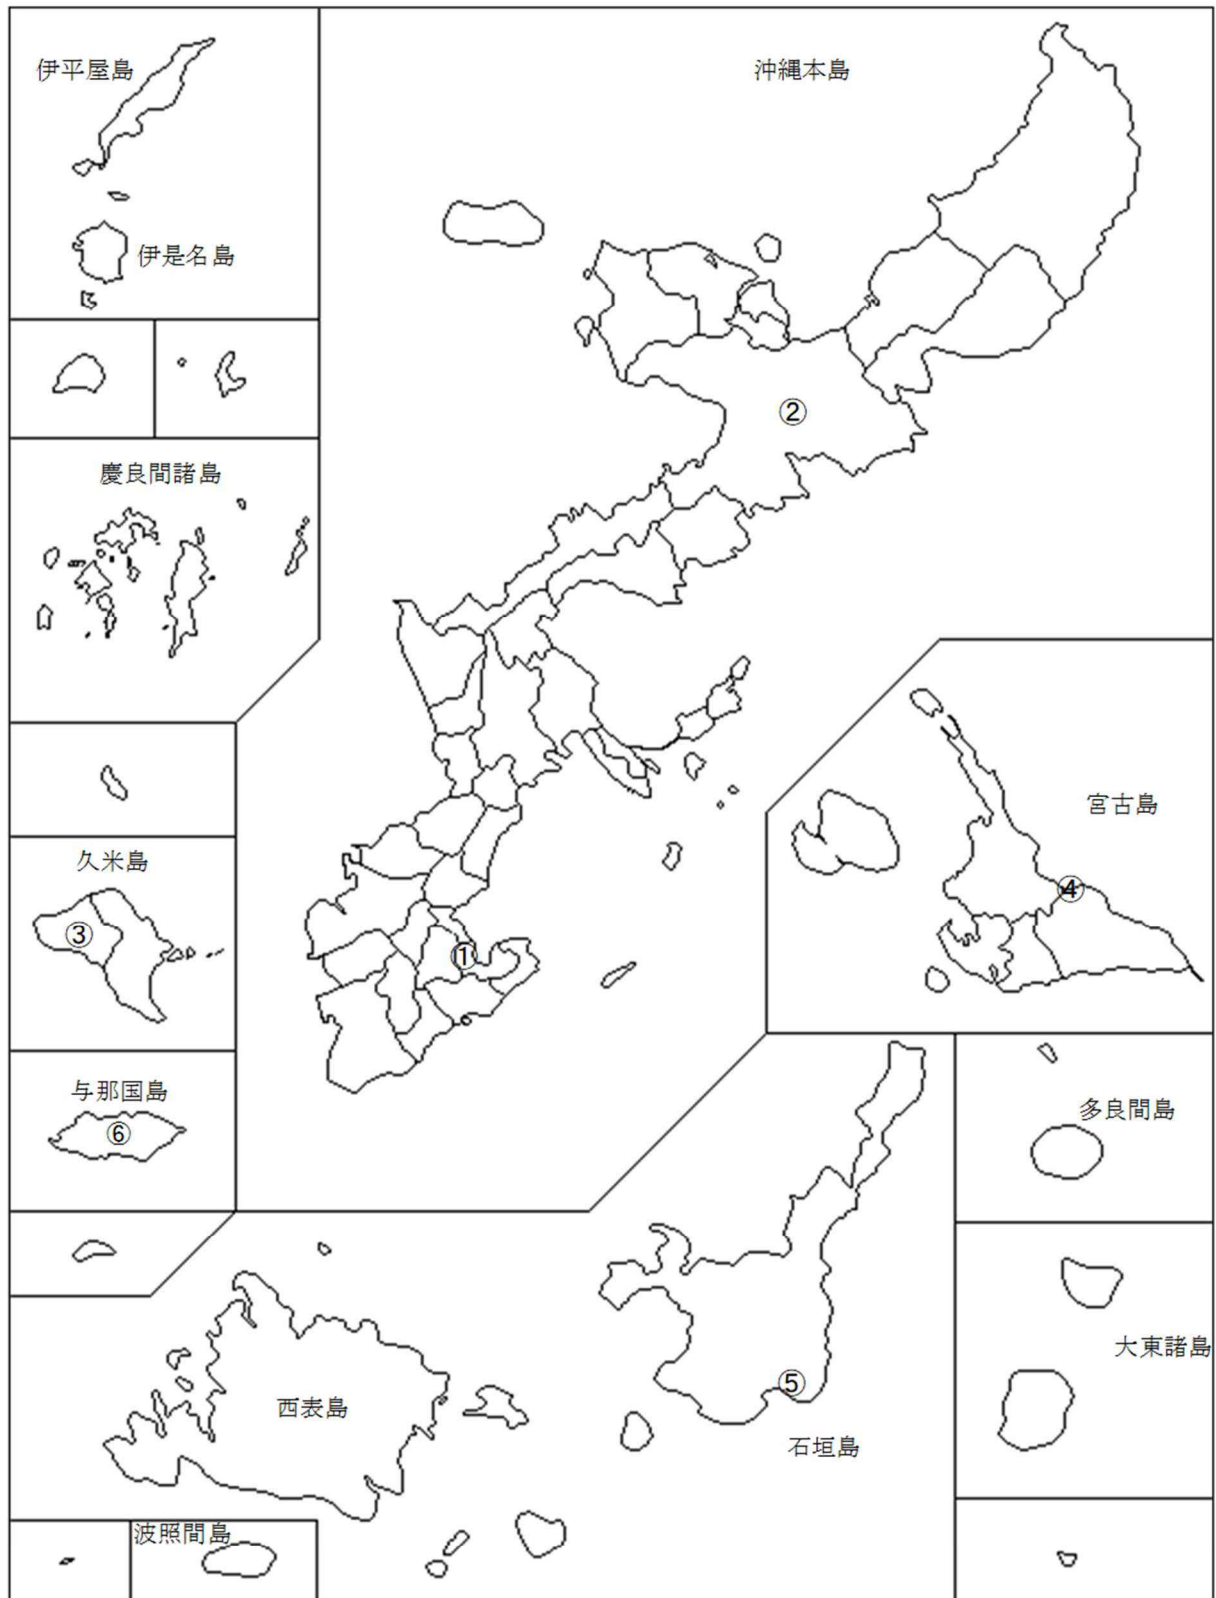 伊平屋島
沖縄本島
伊是名島
②
慶良間諸島
宮古島
久米島
④
③
①
与那国島
多良間島
⑥
大東諸島
⑤
西表島
石垣島
波照間島